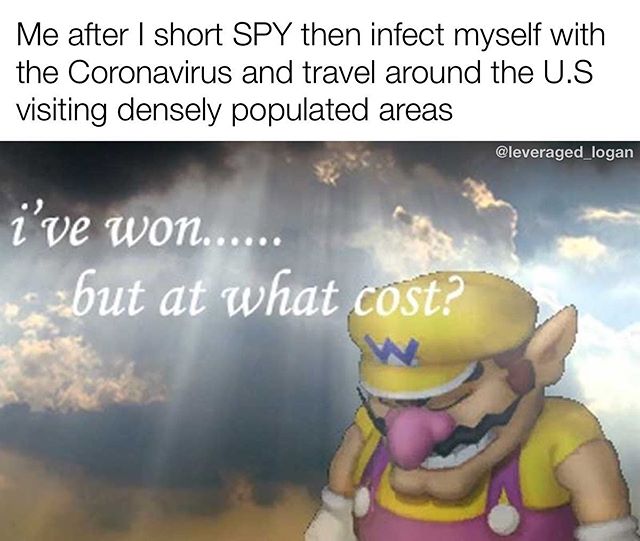 Me after I short SPY then infect myself with
the Coronavirus and travel around the U.S
visiting densely populated areas
@leveraged_logan
i've won......
but at what cost?
W